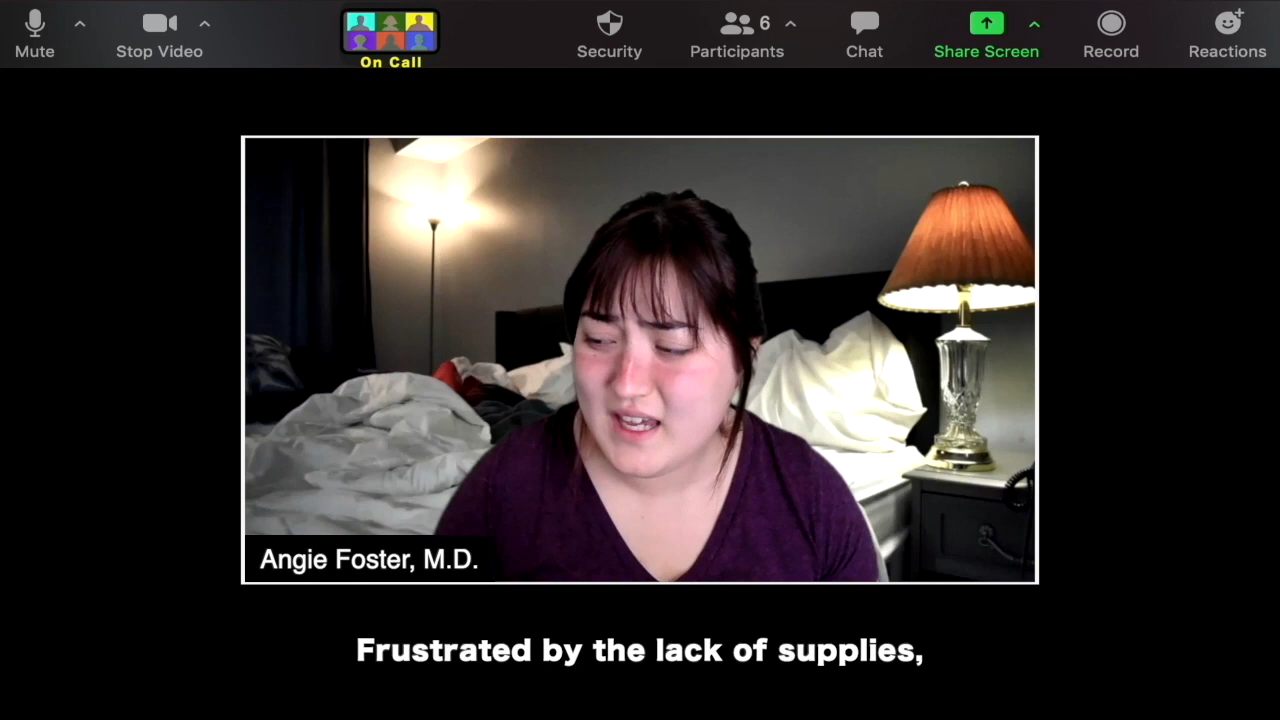 Mute
Stop Video
On Call
Security
6
Participants
Chat
Share Screen
Record
Reactions
Angie Foster, M.D.
Frustrated by the lack of supplies,